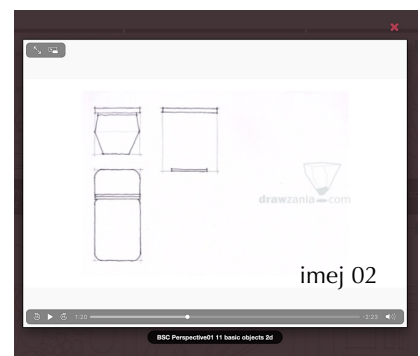 drawzania.com
imej 02
1:20
-2:23
BSC Perspective01 11 basic objects 2d